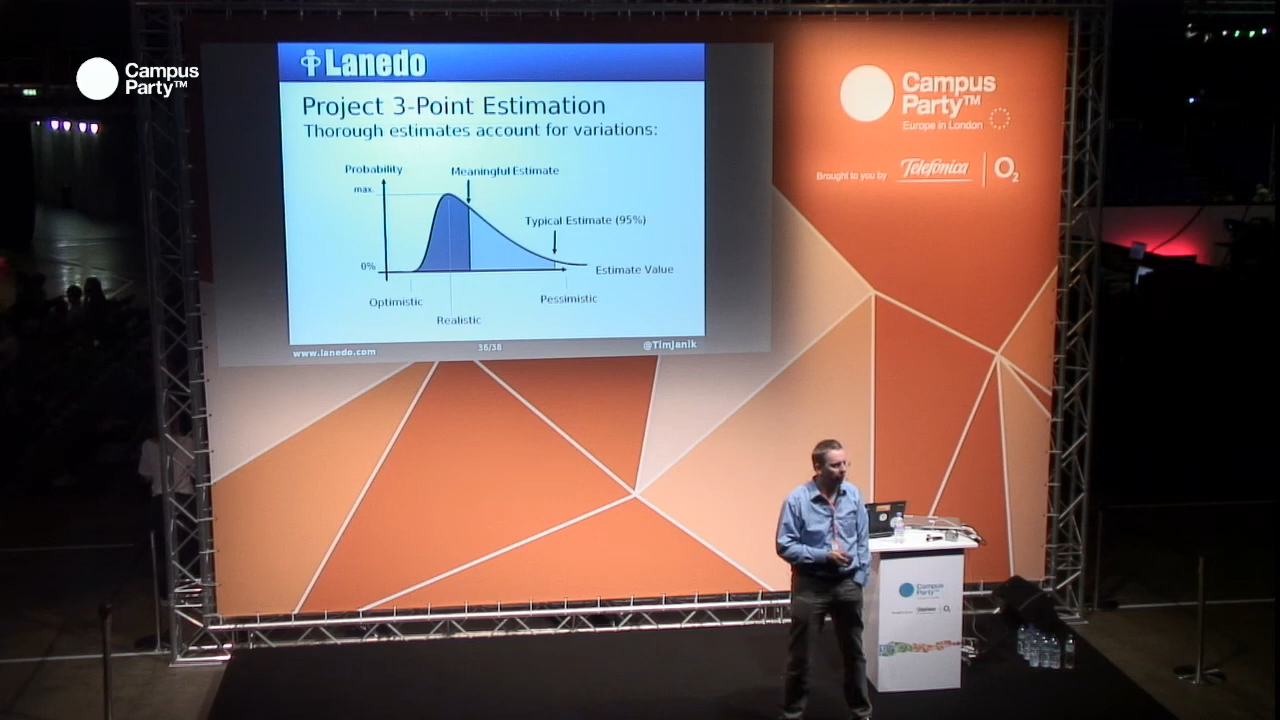 Campus
Party™
Lanedo
Project 3-Point Estimation
Thorough estimates account for variations:
Probability
Meaningful Estimate
max.
Typical Estimate (95%)
0%
Estimate Value
Optimistic
Pessimistic
Realistic
www.lanedo.com
36/38
@TimJanik
Campus
Party™
Europe in London
Brought to you by
Telefónica
O2
Campus
Party™